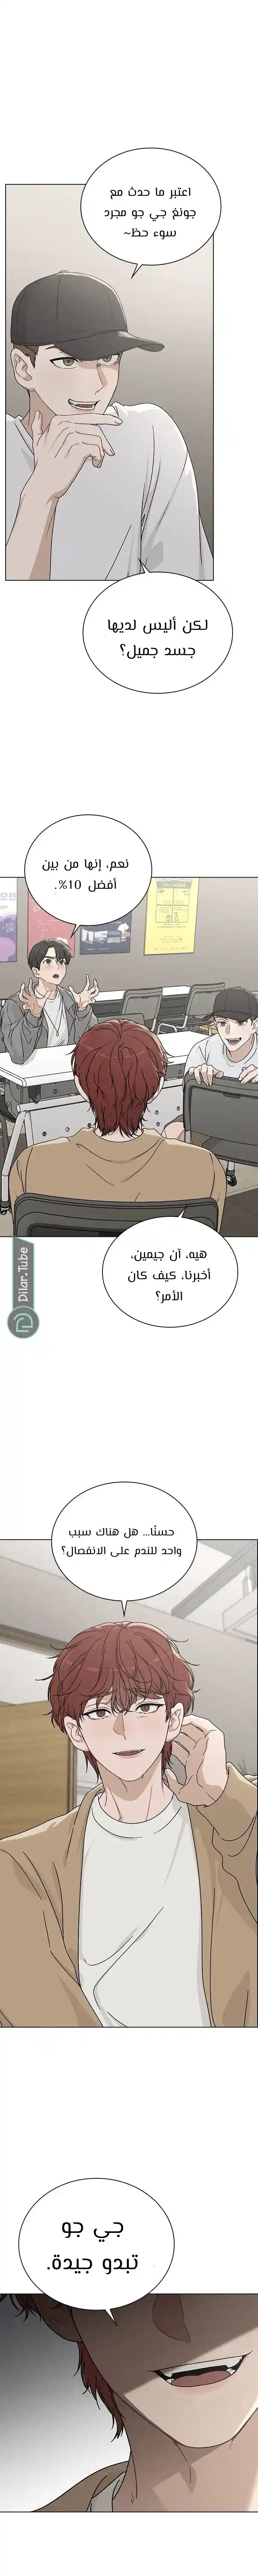 اعتبر ما حدث مع
جونغ جي جو مجرد
سوء حظ~
لكن أليس لديها
جسد جميل؟
نعم، إنها من بين
أفضل 10%.
هيه، آن جيمين،
أخبرنا، كيف كان
الأمر؟
Dilar.Tube
حسنًا... هل هناك سبب
واحد للندم على الانفصال؟
جي جو
تبدو جيدة.